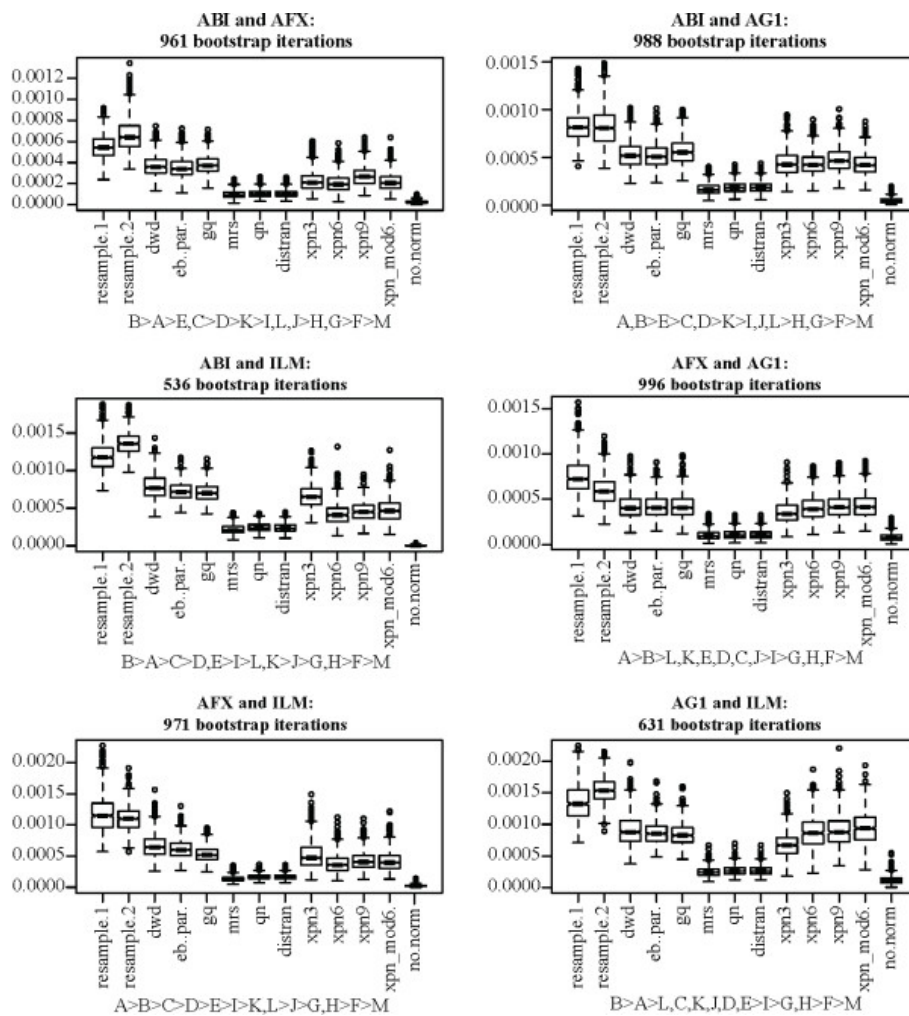 ABI and AFX:
961 bootstrap iterations
0.0012
0.0010
0.0008
0.0006
0.0004
0.0002
0.0000
resample.1
resample.2
dwd
eb..par.
gq
mrs
qn
distran
xpn3
xpn6
xpn9
xpn_mod6.
no.norm
B>A>E,C>D>K>I,L,J>H,G>F>M
ABI and AG1:
988 bootstrap iterations
0.0015
0.0010
0.0005
0.0000
resample.1
resample.2
dwd
eb..par.
gq
mrs
qn
distran
xpn3
xpn6
xpn9
xpn_mod6.
no.norm
A,B>E>C,D>K>I,J,L>H,G>F>M
ABI and ILM:
536 bootstrap iterations
0.0015
0.0010
0.0005
0.0000
resample.1
resample.2
dwd
eb..par.
gq
mrs
qn
distran
xpn3
xpn6
xpn9
xpn_mod6.
no.norm
B>A>C>D,E>I>L,K>J>G,H>F>M
AFX and AG1:
996 bootstrap iterations
0.0015
0.0010
0.0005
0.0000
resample.1
resample.2
dwd
eb..par.
gq
mrs
qn
distran
xpn3
xpn6
xpn9
xpn_mod6.
no.norm
A>B>L,K,E,D,C,J>I>G,H,F>M
AFX and ILM:
971 bootstrap iterations
0.0020
0.0015
0.0010
0.0005
0.0000
resample.1
resample.2
dwd
eb..par.
gq
mrs
qn
distran
xpn3
xpn6
xpn9
xpn_mod6.
no.norm
A>B>C>D>E>I>K,L>J>G,H>F>M
AG1 and ILM:
631 bootstrap iterations
0.0020
0.0015
0.0010
0.0005
0.0000
resample.1
resample.2
dwd
eb..par.
gq
mrs
qn
distran
xpn3
xpn6
xpn9
xpn_mod6.
no.norm
B>A>L,C,K,J,D,E>I>G,H>F>M